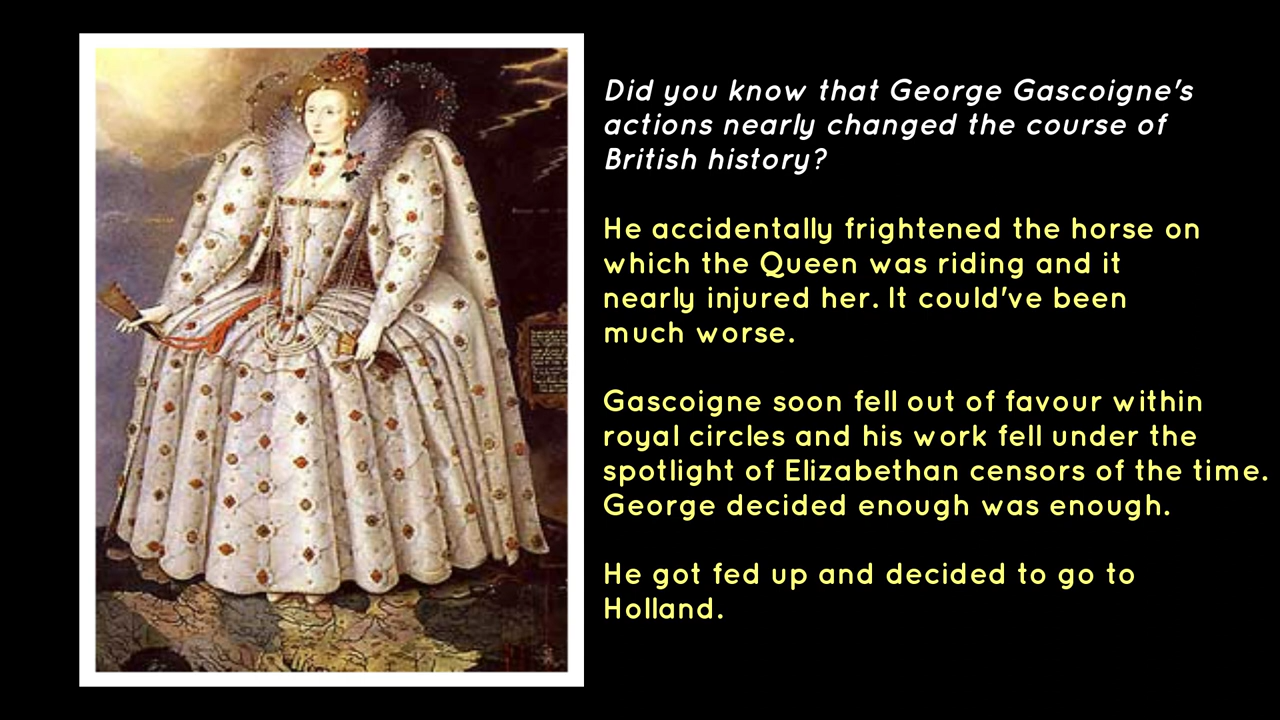 Did you know that George Gascoigne's
actions nearly changed the course of
British history?
He accidentally frightened the horse on
which the Queen was riding and it
nearly injured her. It could've been
much worse.
Gascoigne soon fell out of favour within
royal circles and his work fell under the
spotlight of Elizabethan censors of the time.
George decided enough was enough.
He got fed up and decided to go to
Holland.